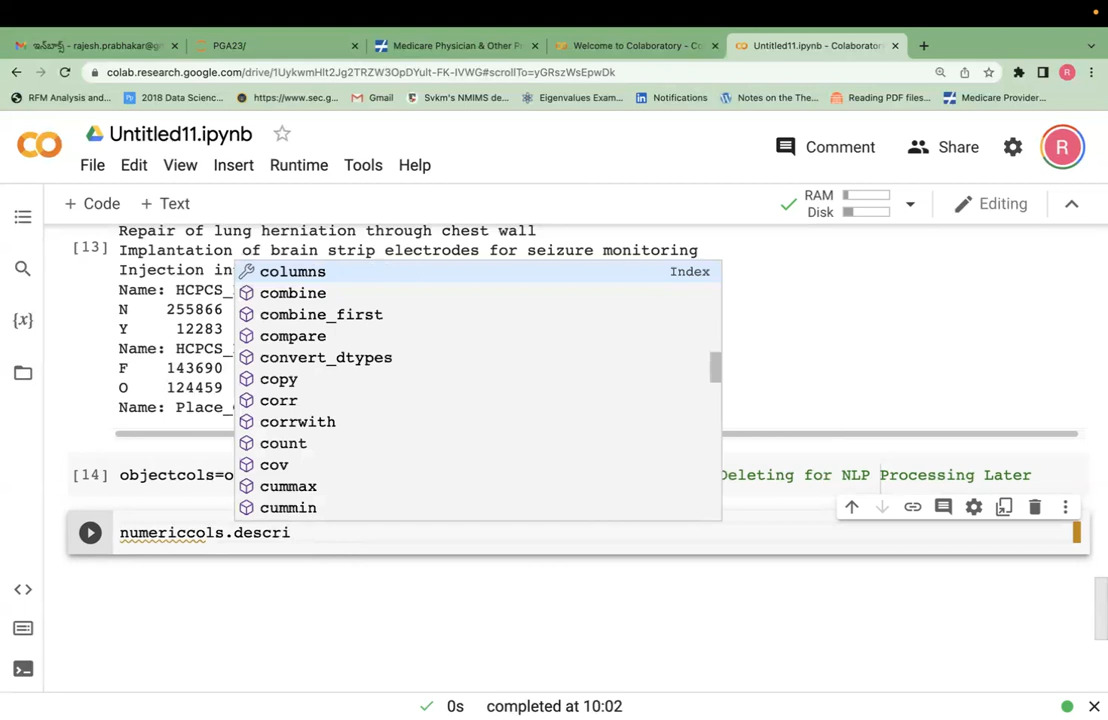 ఇన్‌బాక్స్ - rajesh.prabhakar@gm
PGA23/
Medicare Physician & Other P
Welcome to Colaboratory - Co
Untitled11.ipynb - Colaborator
colab.research.google.com/drive/1UykwmHlt2Jg2TRZW3OpDYult-FK-IVWG#scrollTo=yGRszWsEpwDk
R
RFM Analysis and...
2018 Data Scienc...
https://www.sec.g...
Gmail
Svkm's NMIMS de...
Eigenvalues Exam...
Notifications
Notes on the The...
Reading PDF files...
Medicare Provider...
CO Untitled11.ipynb
Comment
Share
R
File Edit View Insert Runtime Tools Help
+ Code + Text
RAM
Disk
Editing
Repair of lung herniation through chest wall
[13] Implantation of brain strip electrodes for seizure monitoring
Injection in
Name: HCPCS_
N 255866
Y 12283
Name: HCPCS_
F 143690
O 124459
Name: Place_
columns Index
combine
combine_first
compare
convert_dtypes
copy
corr
corrwith
count
cov
cummax
cummin
[14] objectcols=o Deleting for NLP Processing Later
numericcols.descri
0s completed at 10:02